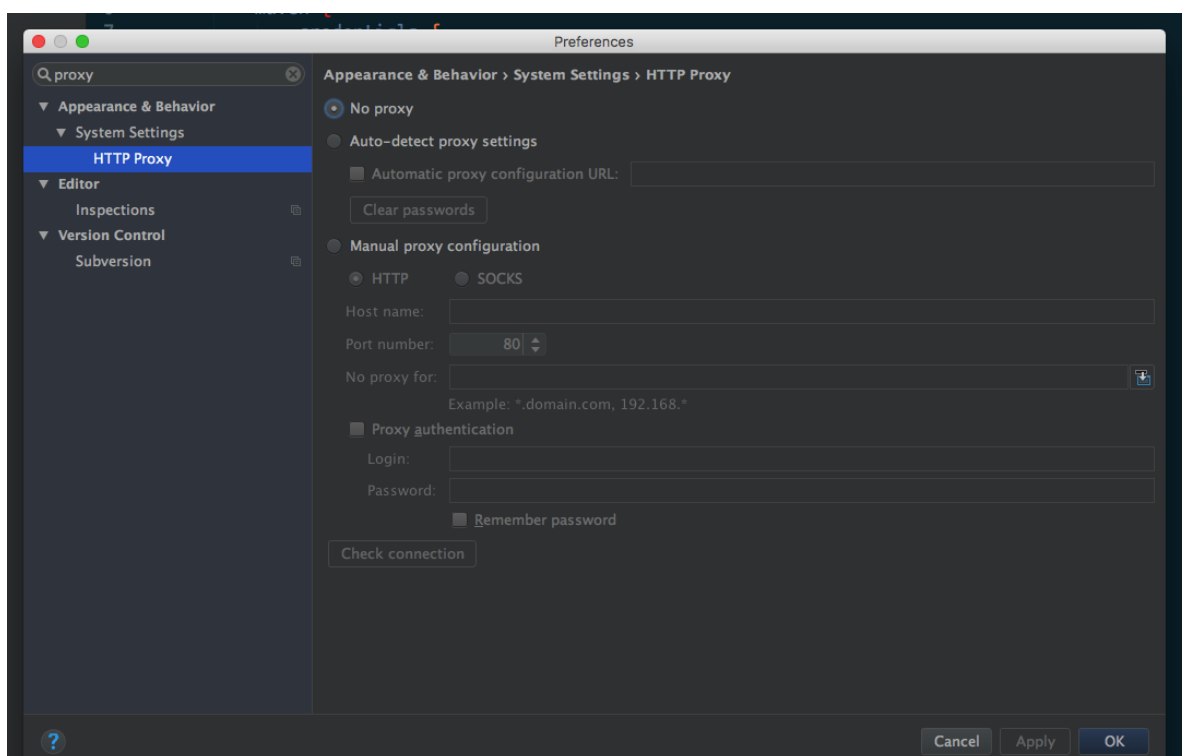 Preferences
proxy
Appearance & Behavior
System Settings
HTTP Proxy
Editor
Inspections
Version Control
Subversion
Appearance & Behavior › System Settings › HTTP Proxy
No proxy
Auto-detect proxy settings
Automatic proxy configuration URL:
Clear passwords
Manual proxy configuration
HTTP SOCKS
Host name:
Port number: 80
No proxy for:
Example: *.domain.com, 192.168.*
Proxy authentication
Login:
Password:
Remember password
Check connection
? Cancel Apply OK